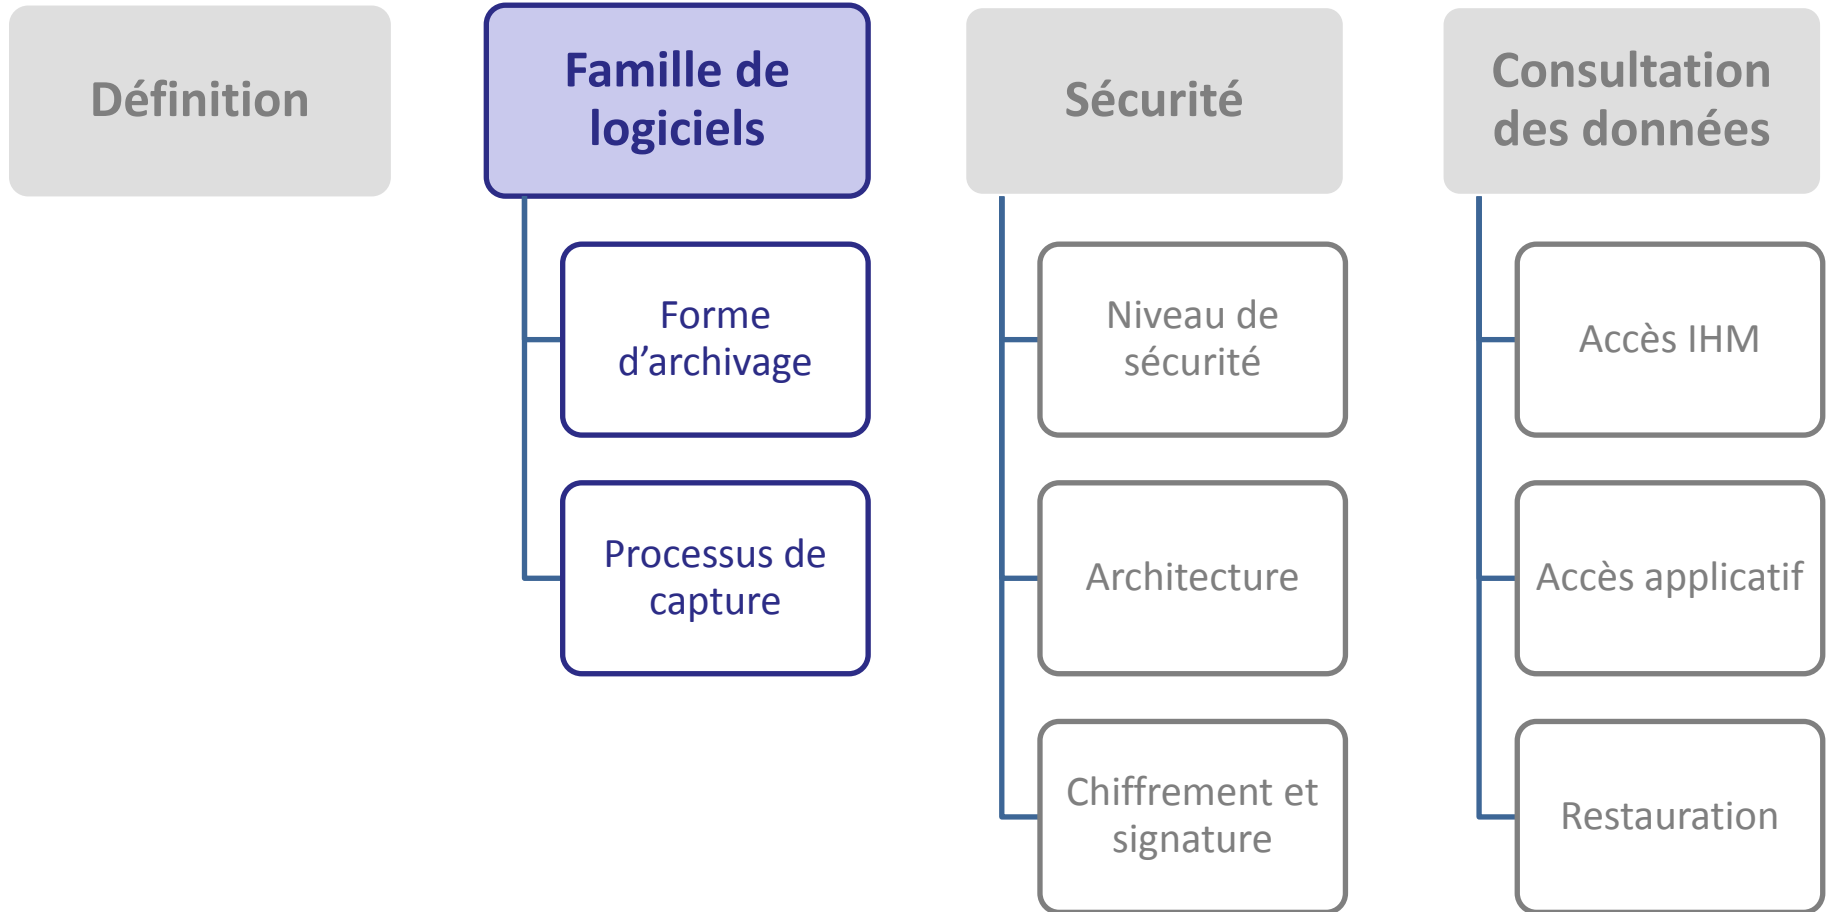 Définition
Famille de
logiciels
Forme
d’archivage
Processus de
capture
Sécurité
Niveau de
sécurité
Architecture
Chiffrement et
signature
Consultation
des données
Accès IHM
Accès applicatif
Restauration